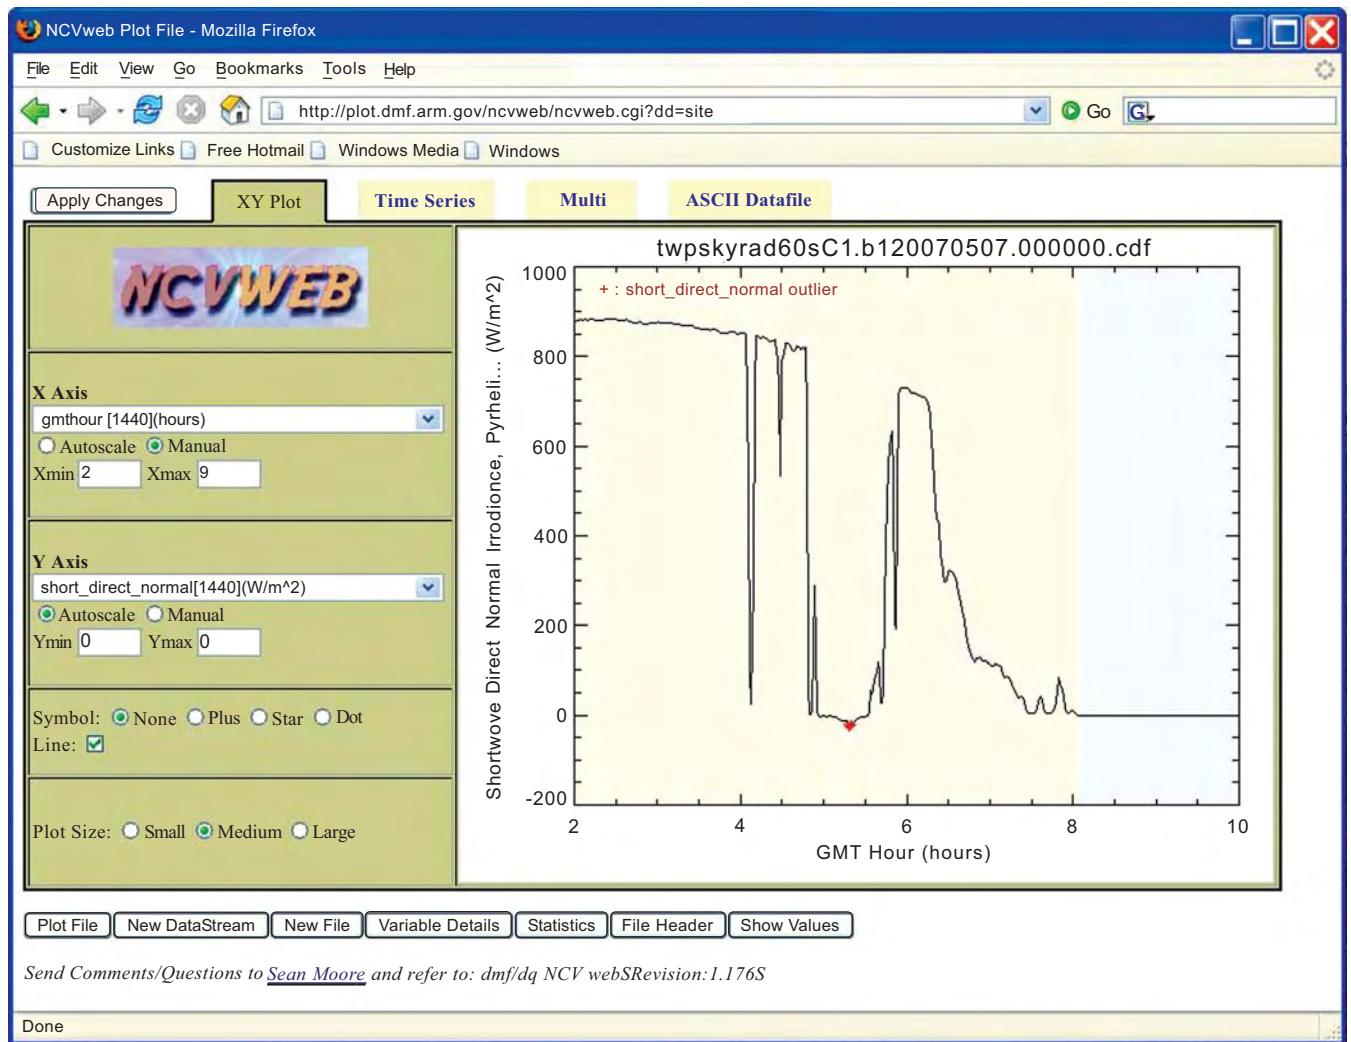 NCVweb Plot File - Mozilla Firefox
File Edit View Go Bookmarks Tools Help
http://plot.dmf.arm.gov/ncvweb/ncvweb.cgi?dd=site
Go
G
Customize Links Free Hotmail Windows Media Windows
Apply Changes XY Plot Time Series Multi ASCII Datafile
NCVWEB
X Axis
gmthour [1440](hours)
Autoscale Manual
Xmin 2 Xmax 9
Y Axis
short_direct_normal[1440](W/m^2)
Autoscale Manual
Ymin 0 Ymax 0
Symbol: None Plus Star Dot
Line:
Plot Size: Small Medium Large
twpskyrad60sC1.b120070507.000000.cdf
+ : short_direct_normal outlier
Shortwove Direct Normal Irrodionce, Pyrheli... (W/m^2)
1000
800
600
400
200
0
-200
2 4 6 8 10
GMT Hour (hours)
Plot File New DataStream New File Variable Details Statistics File Header Show Values
Send Comments/Questions to Sean Moore and refer to: dmf/dq NCV webSRevision:1.176S
Done